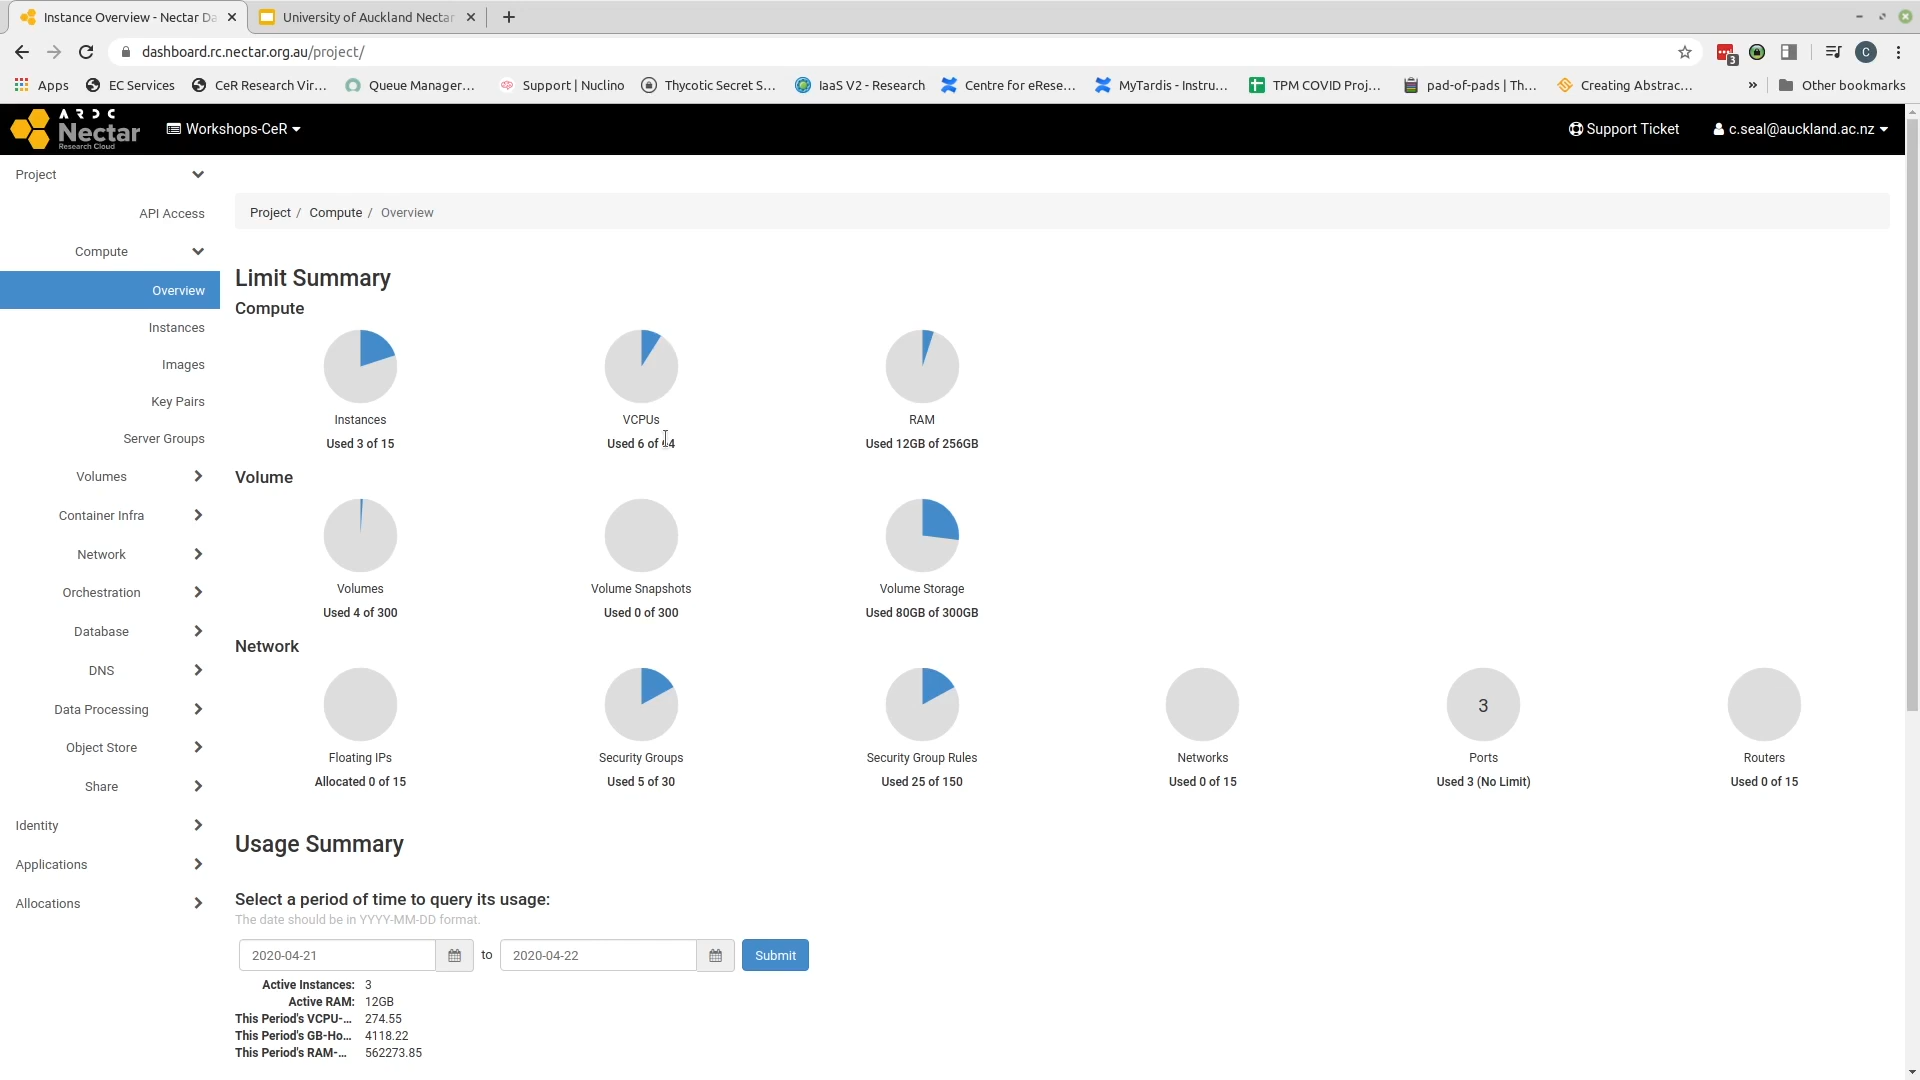 Instance Overview - Nectar Da
University of Auckland Nectar
dashboard.rc.nectar.org.au/project/
3
C
Apps
EC Services
CeR Research Vir...
Queue Manager...
Support | Nuclino
Thycotic Secret S...
IaaS V2 - Research
Centre for eRese...
MyTardis - Instru...
TPM COVID Proj...
pad-of-pads | Th...
Creating Abstrac...
»
Other bookmarks
ARDC
Nectar
Research Cloud
Workshops-CeR
Support Ticket
c.seal@auckland.ac.nz
Project
API Access
Compute
Overview
Instances
Images
Key Pairs
Server Groups
Volumes
Container Infra
Network
Orchestration
Database
DNS
Data Processing
Object Store
Share
Identity
Applications
Allocations
Project / Compute / Overview
Limit Summary
Compute
Instances
Used 3 of 15
VCPUs
Used 6 of
RAM
Used 12GB of 256GB
Volume
Volumes
Used 4 of 300
Volume Snapshots
Used 0 of 300
Volume Storage
Used 80GB of 300GB
Network
Floating IPs
Allocated 0 of 15
Security Groups
Used 5 of 30
Security Group Rules
Used 25 of 150
Networks
Used 0 of 15
3
Ports
Used 3 (No Limit)
Routers
Used 0 of 15
Usage Summary
Select a period of time to query its usage:
The date should be in YYYY-MM-DD format.
2020-04-21 to 2020-04-22 Submit
Active Instances: 3
Active RAM: 12GB
This Period's VCPU-... 274.55
This Period's GB-Ho... 4118.22
This Period's RAM-... 562273.85